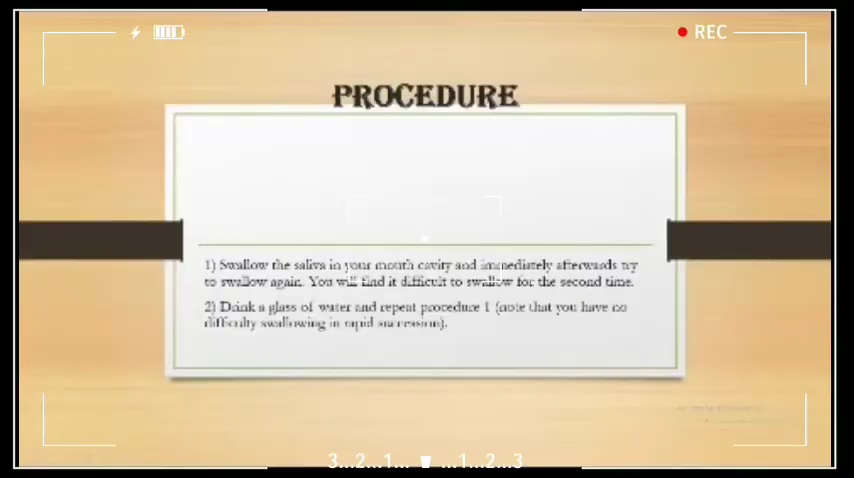 REC
PROCEDURE
1) Swallow the saliva in your mouth cavity and immediately afterwards try
to swallow again. You will find it difficult to swallow for the second time.
2) Drink a glass of water and repeat procedure 1 (note that you have no
difficulty swallowing in rapid succession).
3...2...1... ...1...2...3